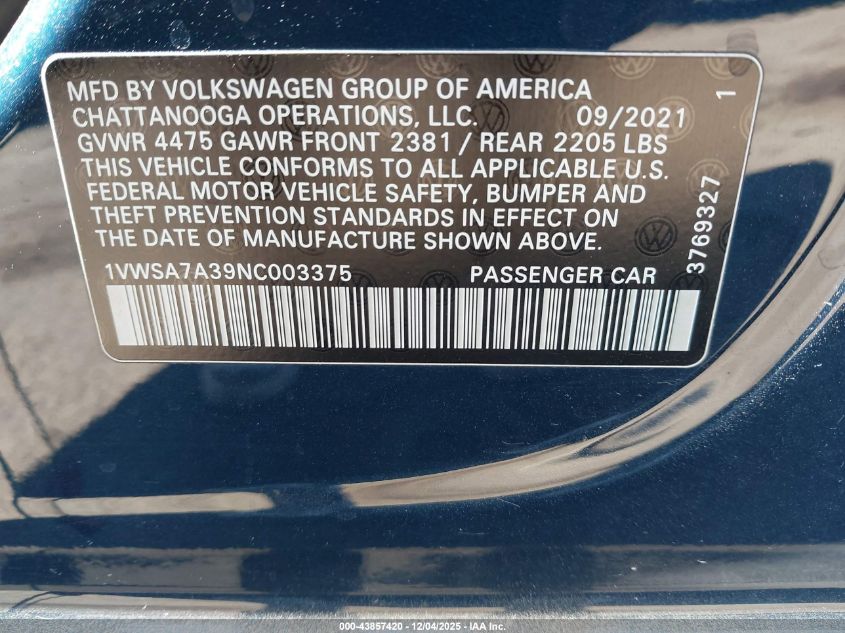 MFD BY VOLKSWAGEN GROUP OF AMERICA
CHATTANOOGA OPERATIONS, LLC. 09/2021 1
GVWR 4475 GAWR FRONT 2381 / REAR 2205 LBS
THIS VEHICLE CONFORMS TO ALL APPLICABLE U.S.
FEDERAL MOTOR VEHICLE SAFETY, BUMPER AND
THEFT PREVENTION STANDARDS IN EFFECT ON
THE DATE OF MANUFACTURE SHOWN ABOVE.
1VWSA7A39NC003375 PASSENGER CAR
3769327
000-43857420 - 12/04/2025 - IAA Inc.